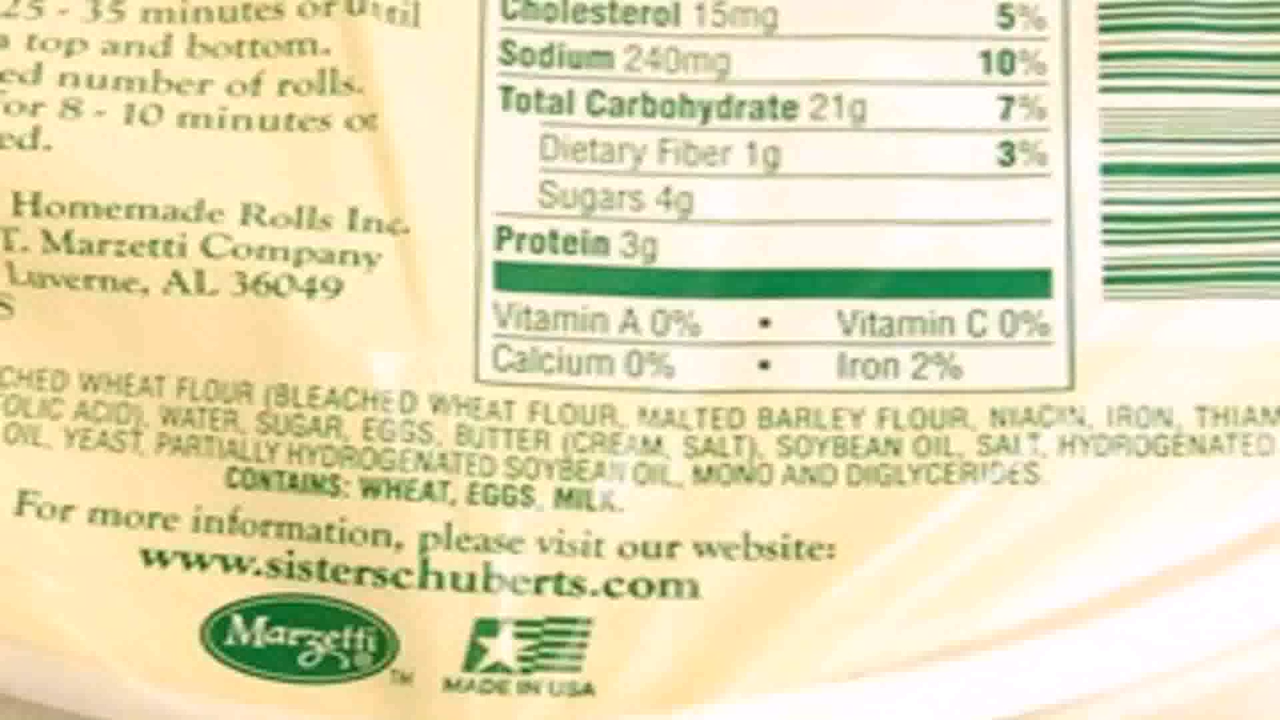 25 - 35 minutes or until
top and bottom.
ed number of rolls.
for 8 - 10 minutes or
ed.
Homemade Rolls Inc.
T. Marzetti Company
Luverne, AL 36049
S
Cholesterol 15mg 5%
Sodium 240mg 10%
Total Carbohydrate 21g 7%
Dietary Fiber 1g 3%
Sugars 4g
Protein 3g
Vitamin A 0% • Vitamin C 0%
Calcium 0% • Iron 2%
CHED WHEAT FLOUR (BLEACHED WHEAT FLOUR, MALTED BARLEY FLOUR, NIACIN, IRON, THIAM
OLIC ACID), WATER, SUGAR, EGGS, BUTTER (CREAM, SALT), SOYBEAN OIL, SALT, HYDROGENATED
OIL, YEAST, PARTIALLY HYDROGENATED SOYBEAN OIL, MONO AND DIGLYCERIDES.
CONTAINS: WHEAT, EGGS, MILK.
For more information, please visit our website:
www.sisterschuberts.com
Marzetti ® ™
MADE IN USA